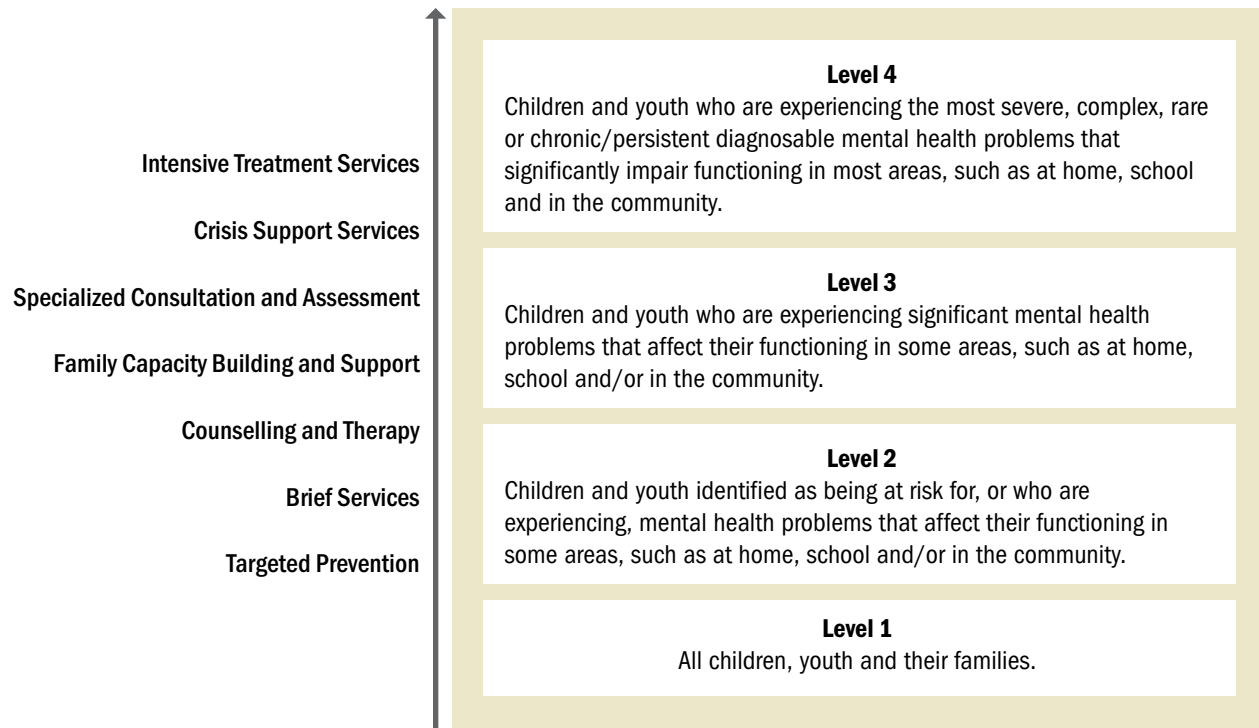 Intensive Treatment Services
Crisis Support Services
Specialized Consultation and Assessment
Family Capacity Building and Support
Counselling and Therapy
Brief Services
Targeted Prevention
Level 4
Children and youth who are experiencing the most severe, complex, rare
or chronic/persistent diagnosable mental health problems that
significantly impair functioning in most areas, such as at home, school
and in the community.
Level 3
Children and youth who are experiencing significant mental health
problems that affect their functioning in some areas, such as at home,
school and/or in the community.
Level 2
Children and youth identified as being at risk for, or who are
experiencing, mental health problems that affect their functioning in
some areas, such as at home, school and/or in the community.
Level 1
All children, youth and their families.